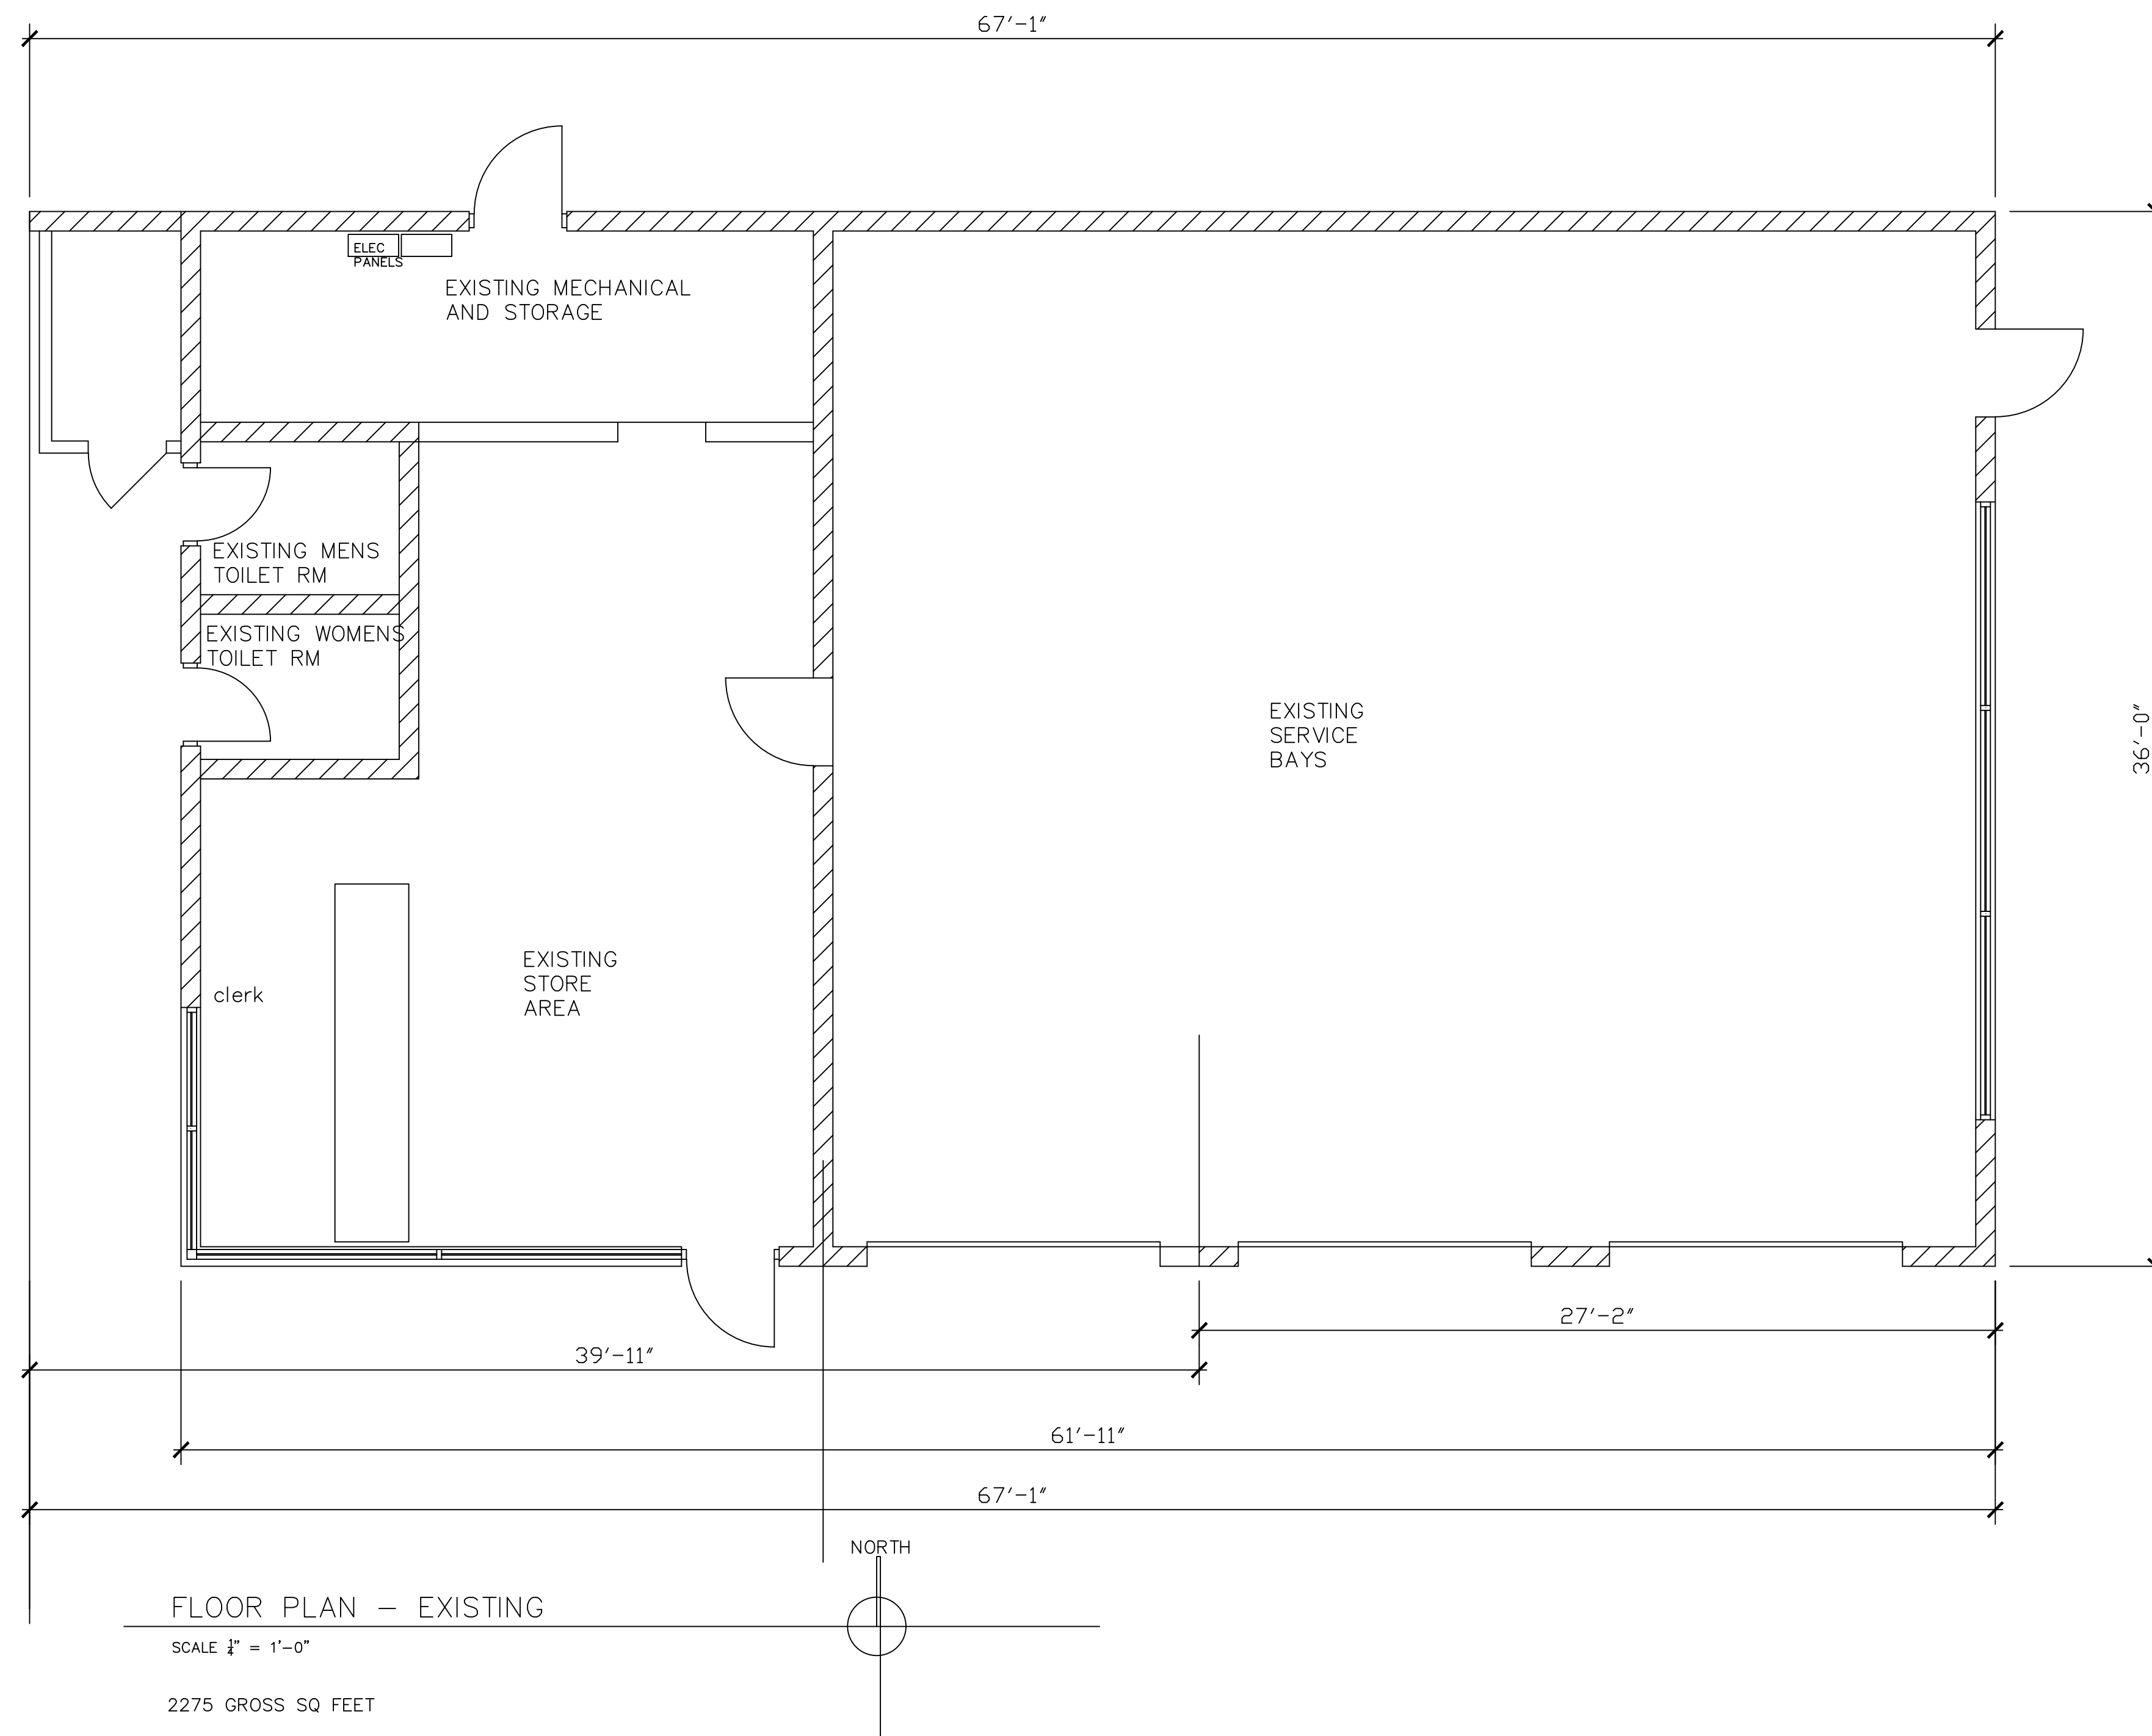 67'-1"
ELEC
PANELS
EXISTING MECHANICAL
AND STORAGE
EXISTING MENS
TOILET RM
EXISTING WOMENS
TOILET RM
EXISTING
SERVICE
BAYS
36'-0"
EXISTING
STORE
AREA
clerk
27'-2"
39'-11"
61'-11"
67'-1"
NORTH
FLOOR PLAN - EXISTING
SCALE ¼" = 1'-0"
2275 GROSS SQ FEET